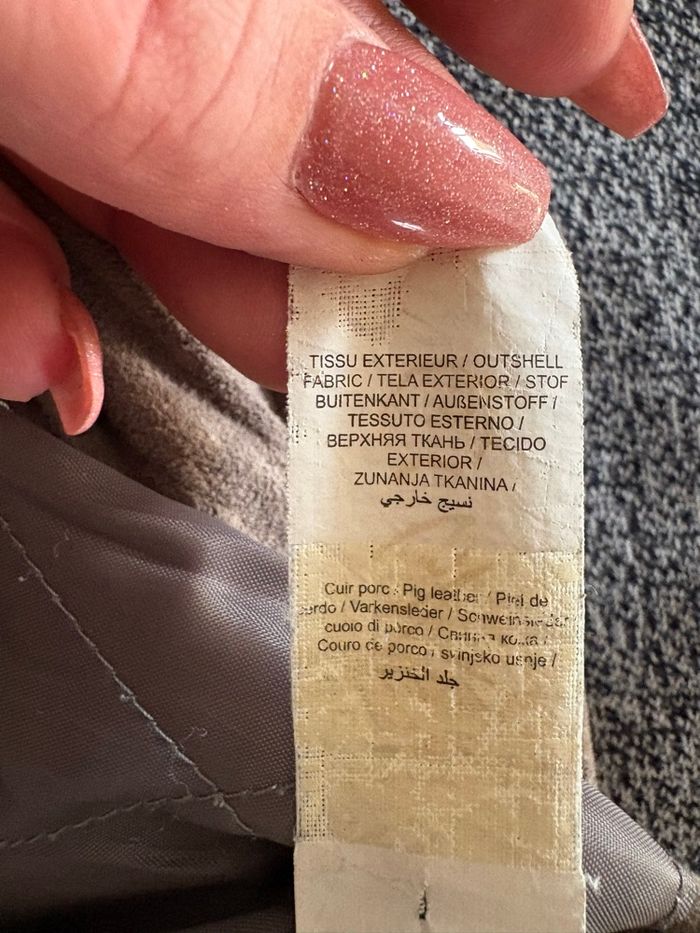 TISSU EXTERIEUR / OUTSHELL
FABRIC / TELA EXTERIOR / STOF
BUITENKANT / AUßENSTOFF /
TESSUTO ESTERNO /
ВЕРХНЯЯ ТКАНЬ / TECIDO
EXTERIOR /
ZUNANJA TKANINA /
نسيج خارجي
Cuir porc / Pig leather / Piel de
/ Varkensleder /
cuoio di porco /
Couro de porco / svinjsko usnje /
جلد الخنزير